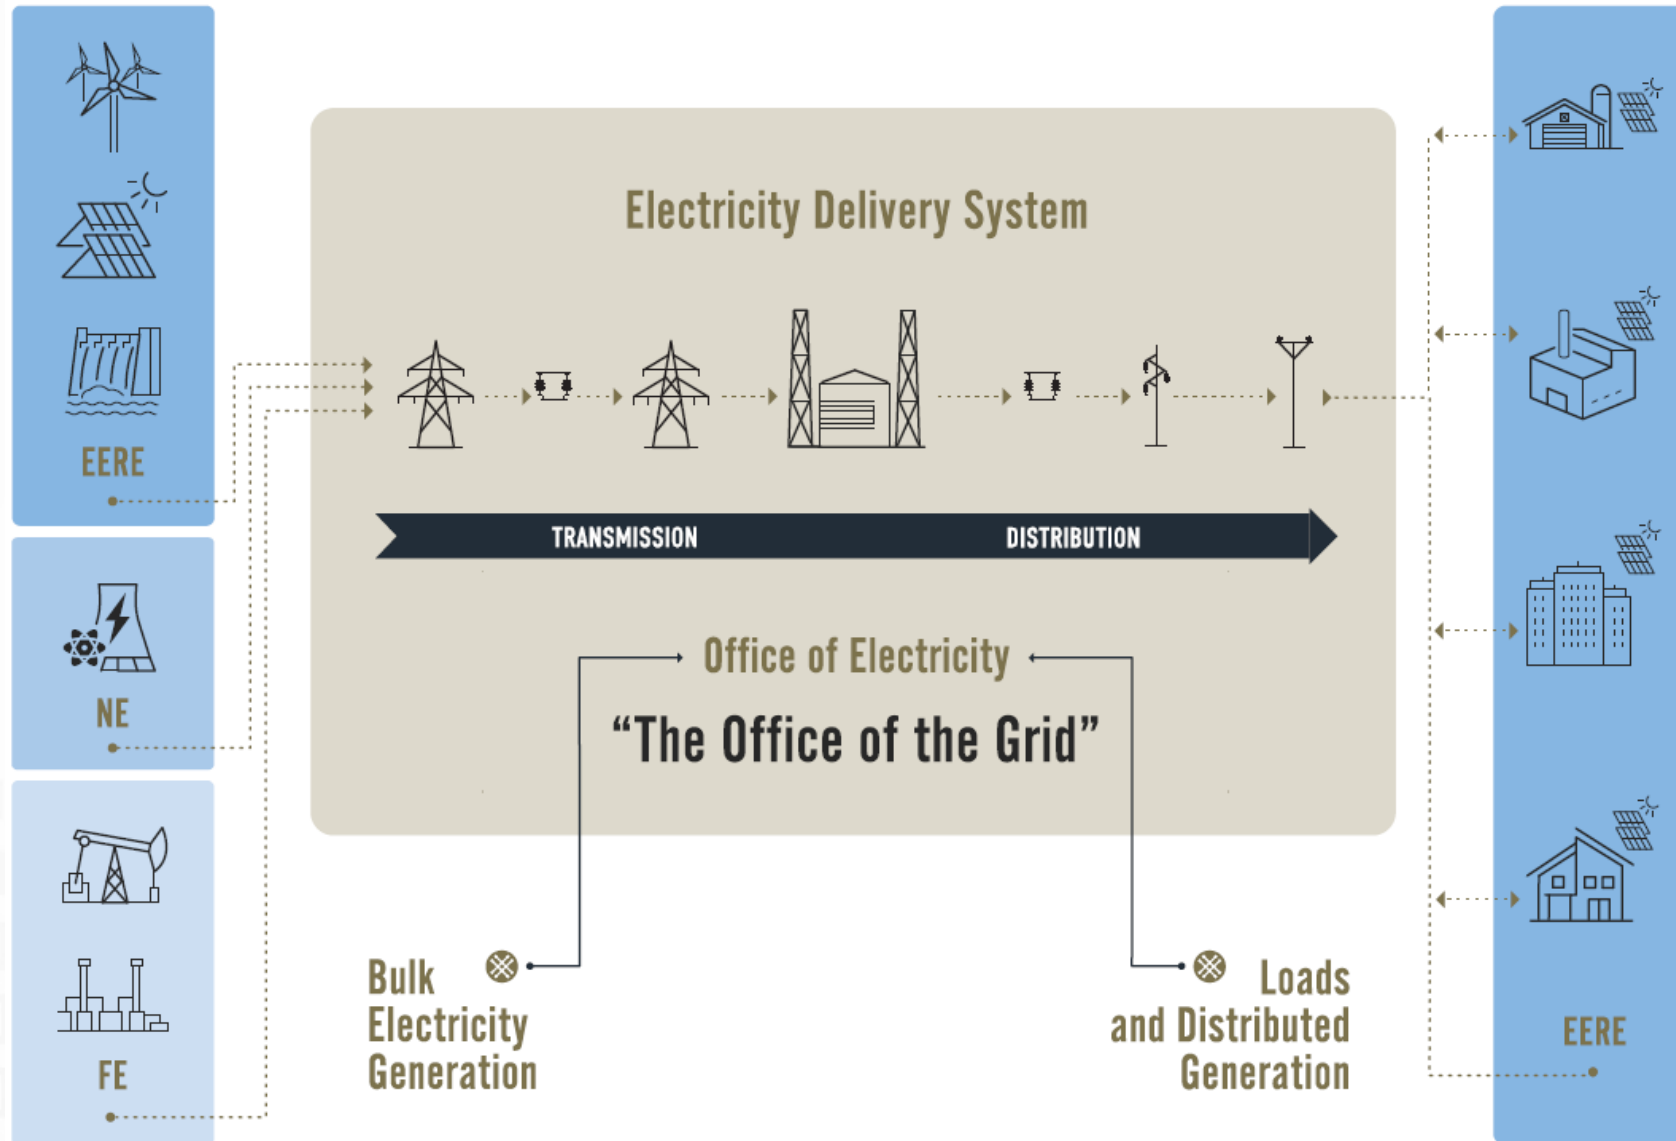 EERE
NE
FE
Electricity Delivery System
TRANSMISSION
DISTRIBUTION
Office of Electricity
“The Office of the Grid”
Bulk
Electricity
Generation
Loads
and Distributed
Generation
EERE